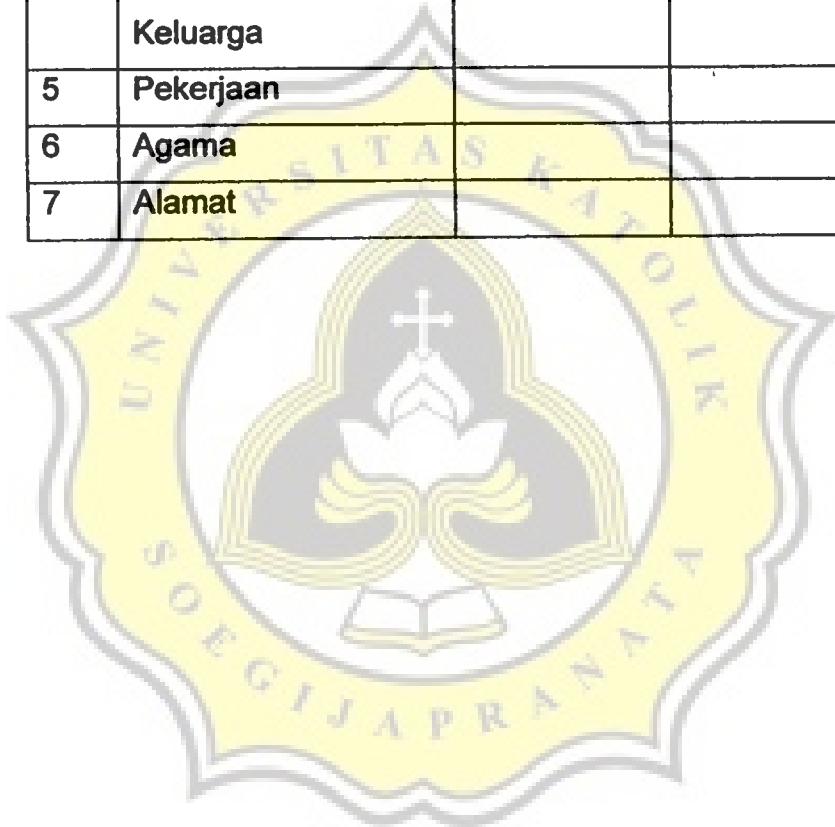 Keluarga
5 Pekerjaan
6 Agama
7 Alamat
UNIVERSITAS KATOLIK
SOEGIJAPRANATA